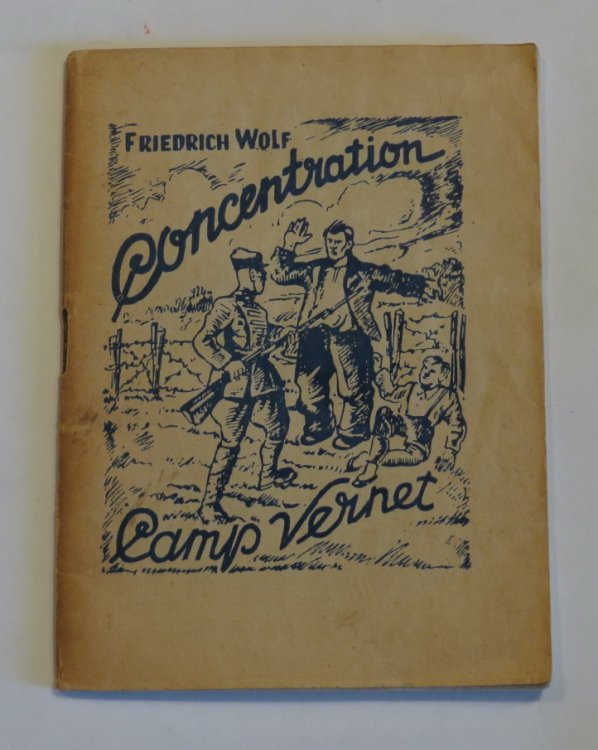 FRIEDRICH WOLF
Concentration
Camp Vernet